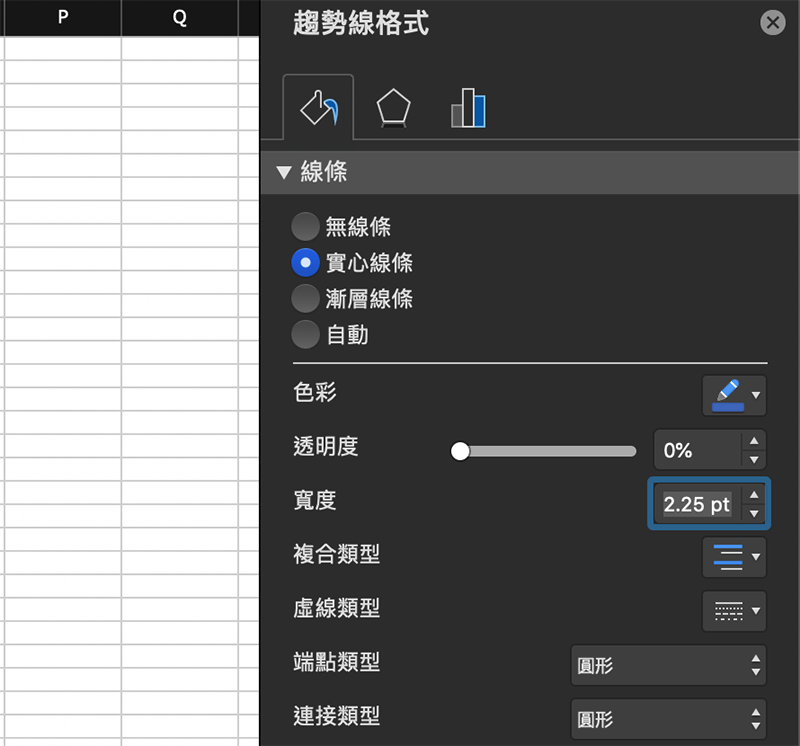 P Q
趨勢線格式
線條
無線條
實心線條
漸層線條
自動
色彩
透明度 0%
寬度 2.25 pt
複合類型
虛線類型
端點類型 圓形
連接類型 圓形